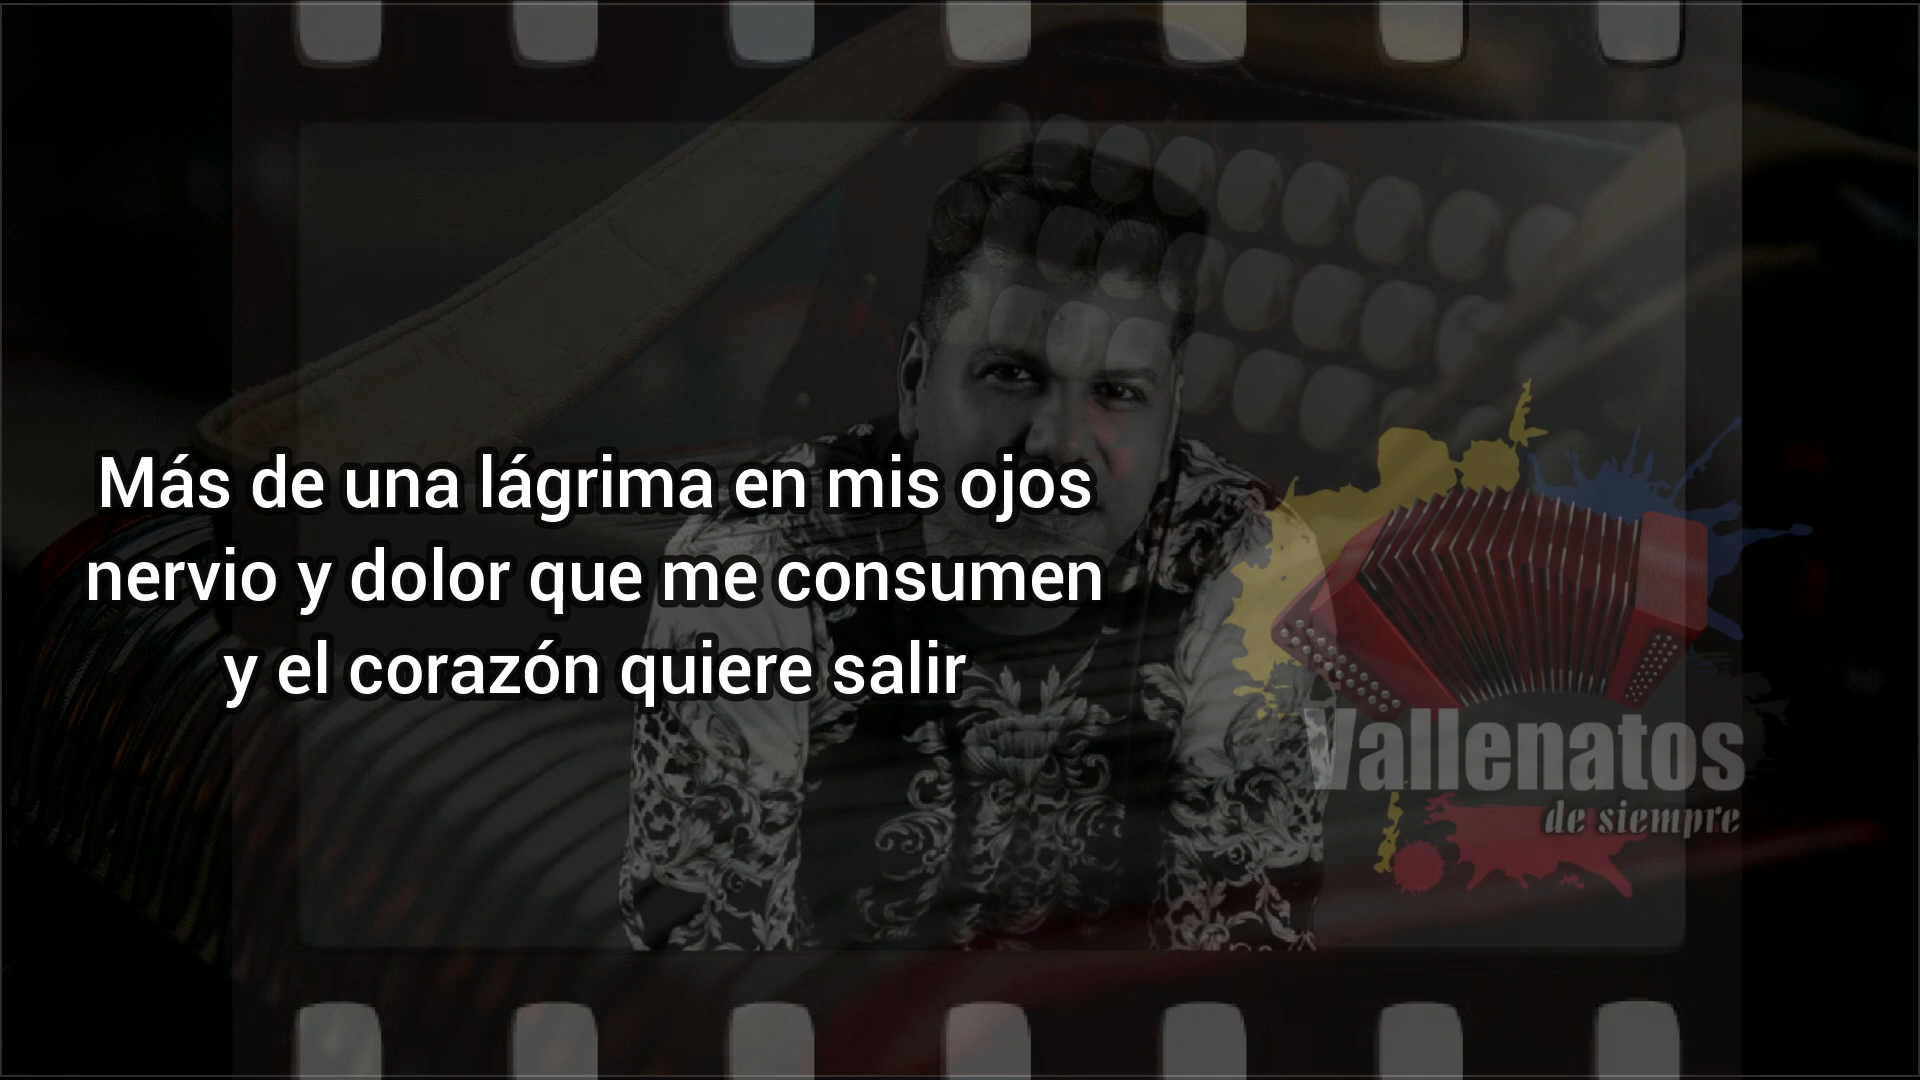 Más de una lágrima en mis ojos
nervio y dolor que me consumen
y el corazón quiere salir
Vallenatos
de siempre